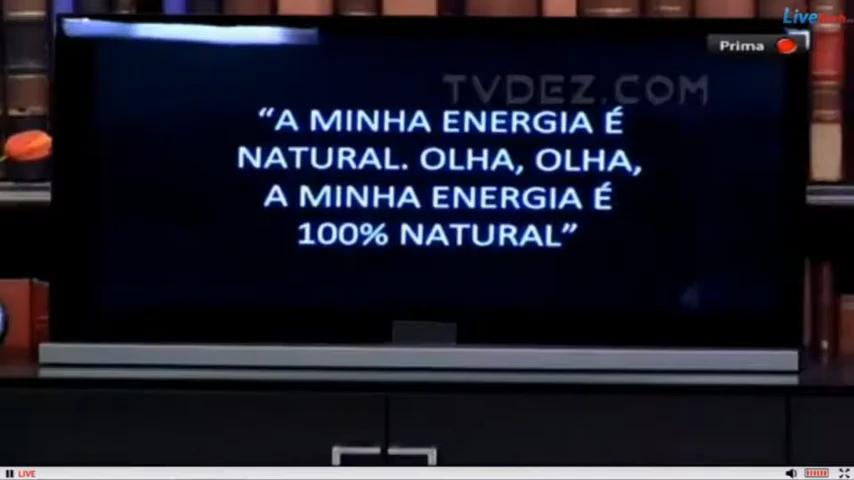 Live
Prima
TVDEZ.COM
“A MINHA ENERGIA É
NATURAL. OLHA, OLHA,
A MINHA ENERGIA É
100% NATURAL”
LIVE